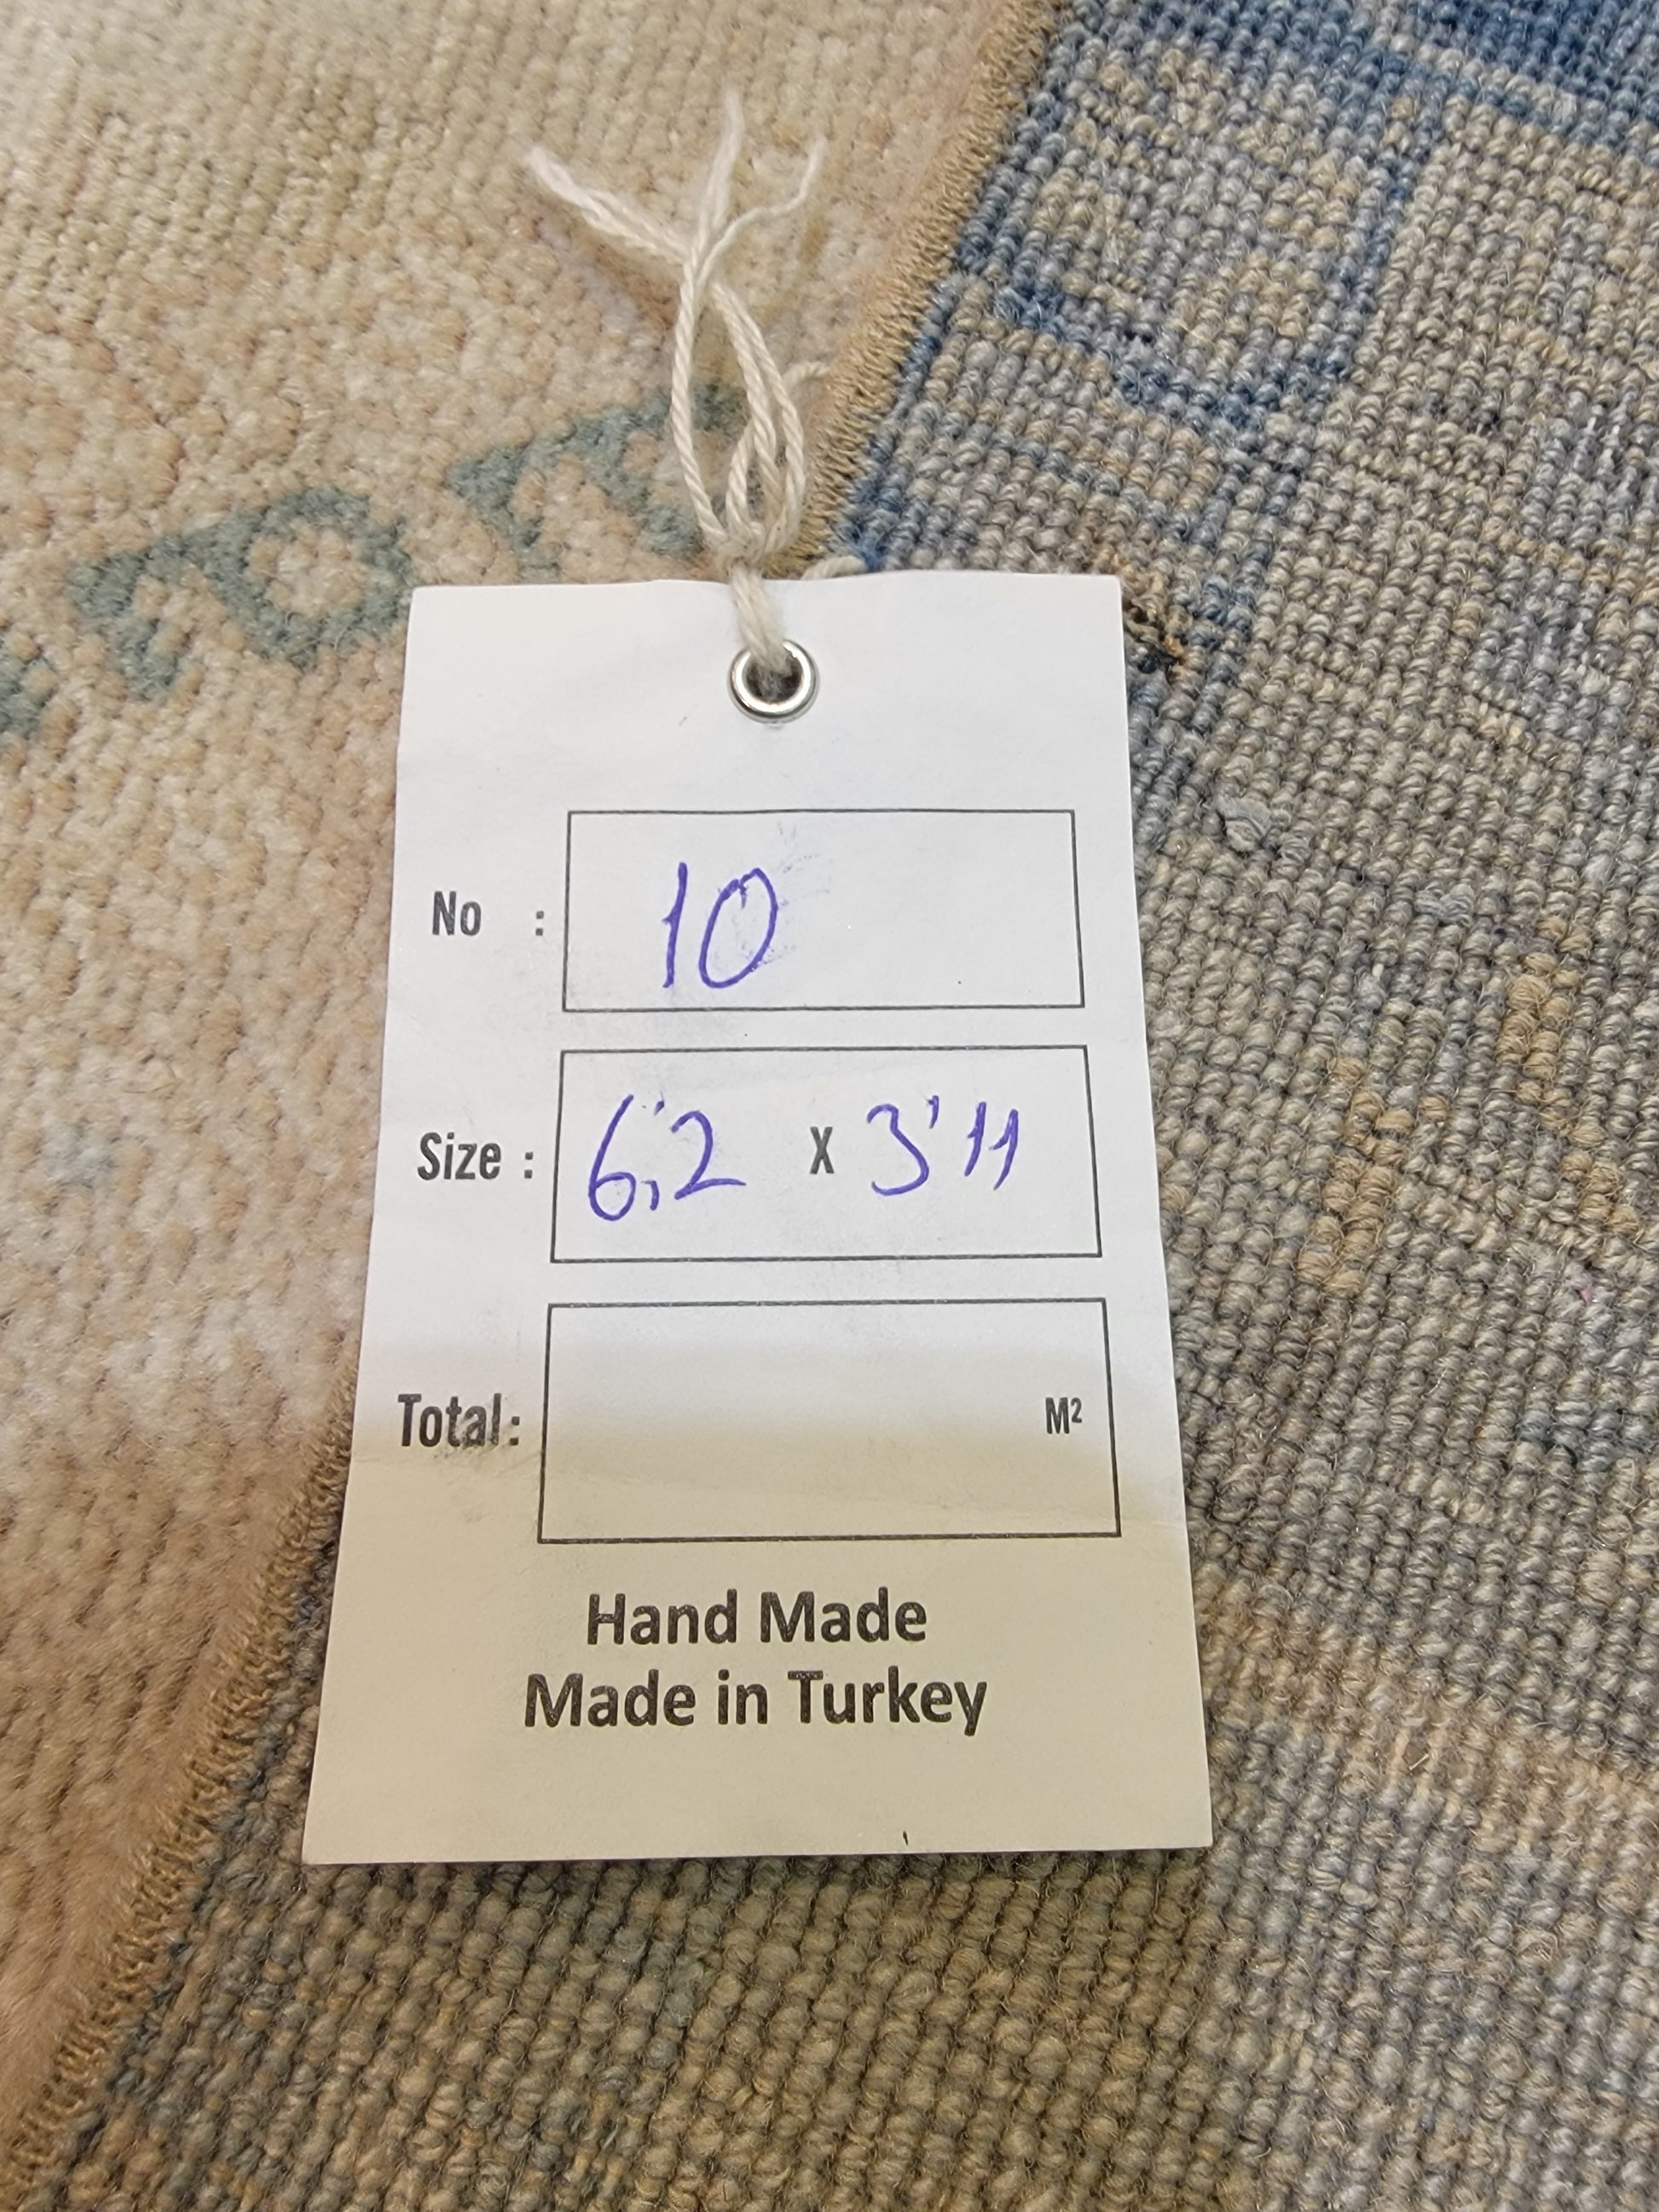 No : 10
Size : 6,'2 x 3'11
Total : M²
Hand Made
Made in Turkey